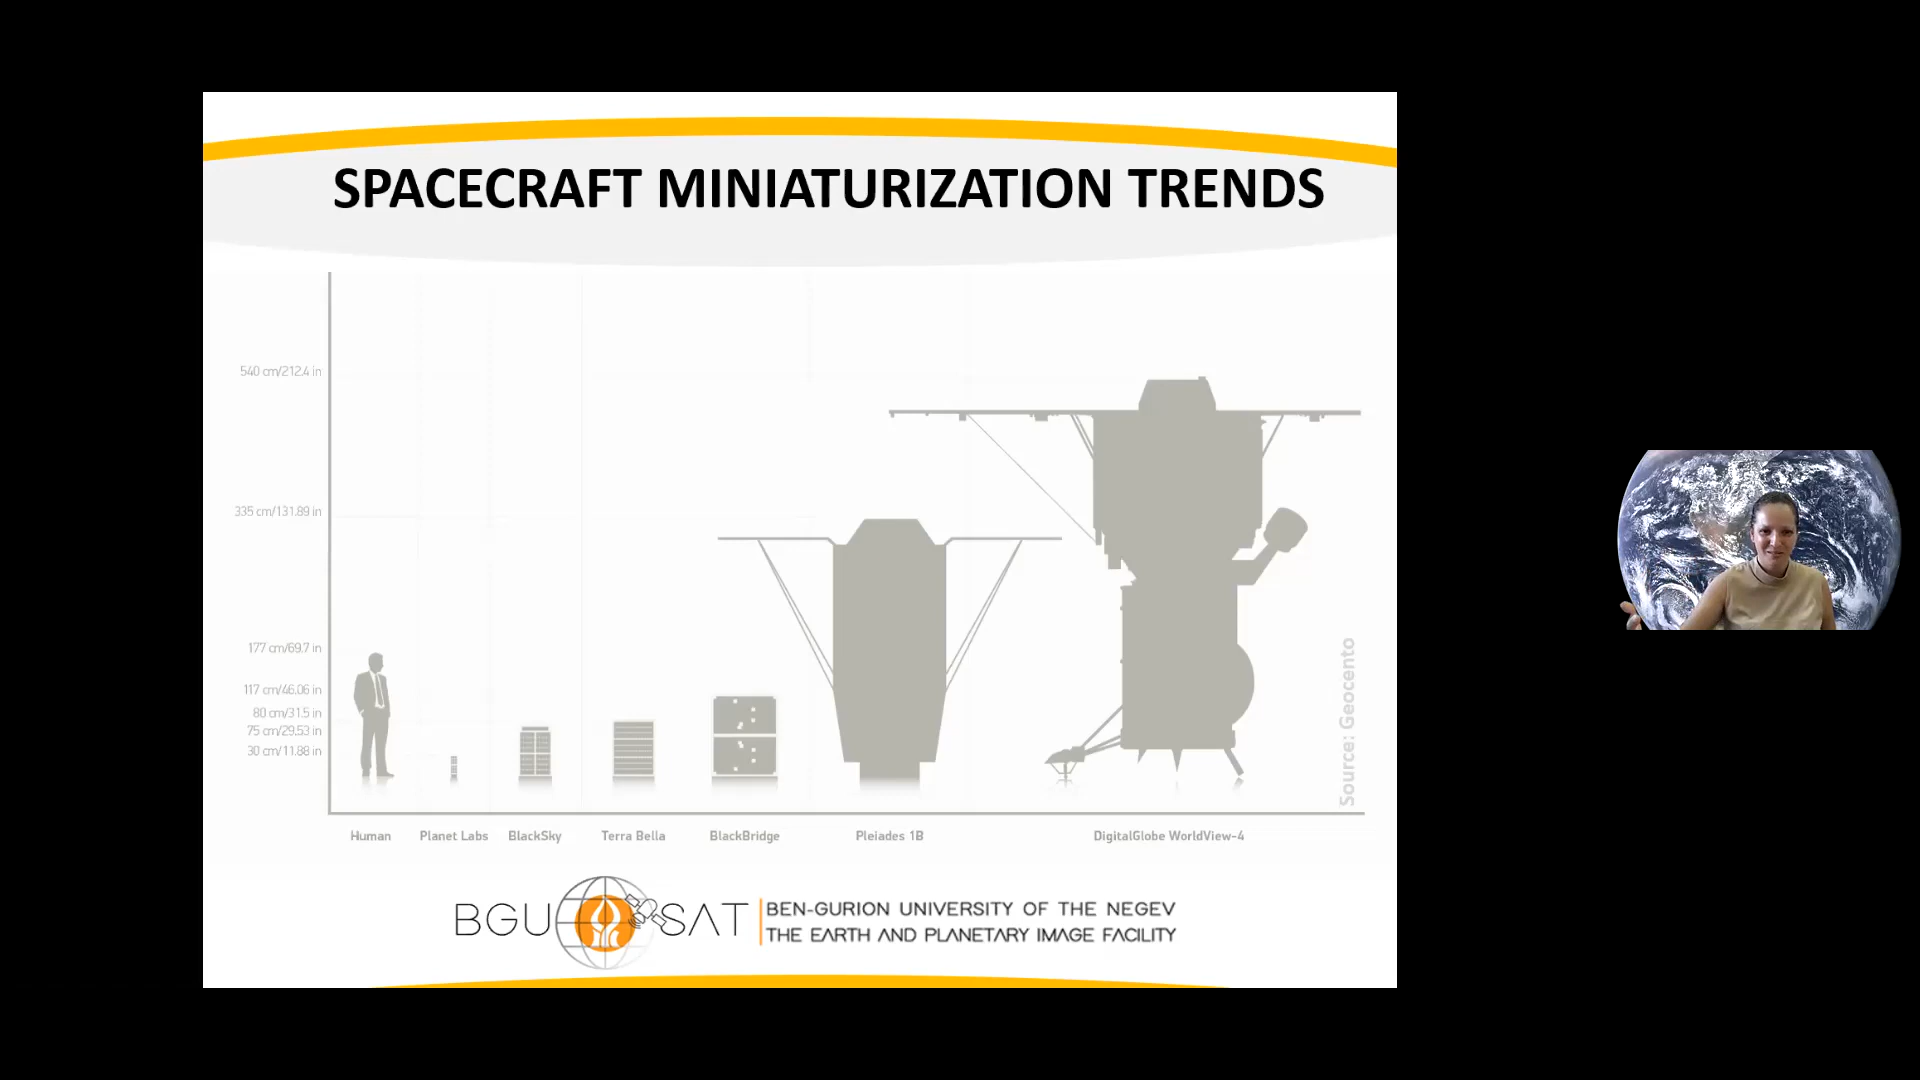 SPACECRAFT MINIATURIZATION TRENDS
540 cm/212.4 in
335 cm/131.89 in
177 cm/69.7 in
117 cm/46.06 in
80 cm/31.5 in
75 cm/29.53 in
30 cm/11.88 in
Human
Planet Labs
BlackSky
Terra Bella
BlackBridge
Pleiades 1B
DigitalGlobe WorldView-4
Source: Geocento
BGU SAT
BEN-GURION UNIVERSITY OF THE NEGEV
THE EARTH AND PLANETARY IMAGE FACILITY